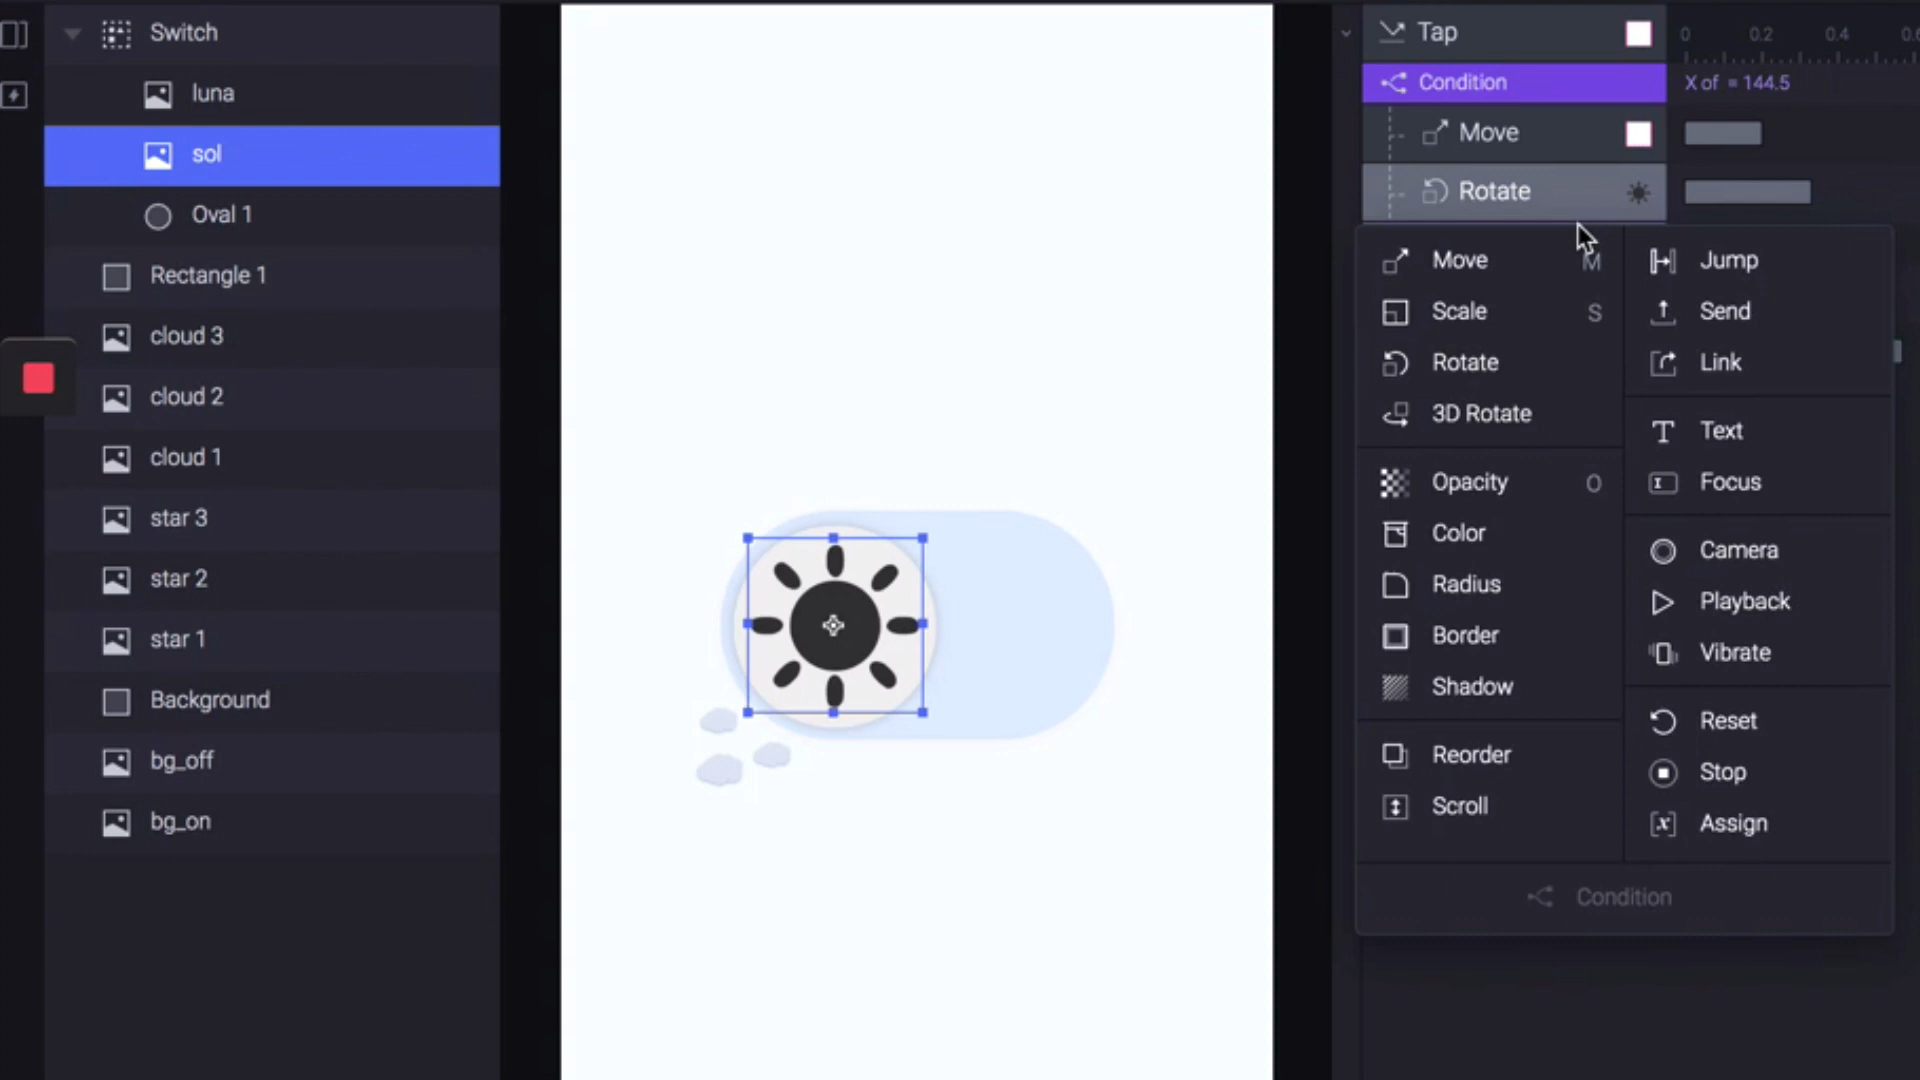 Switch
luna
sol
Oval 1
Rectangle 1
cloud 3
cloud 2
cloud 1
star 3
star 2
star 1
Background
bg_off
bg_on
Tap
0 0.2 0.4
Condition
X of = 144.5
Move
Rotate
Move M
Scale S
Rotate
3D Rotate
Opacity O
Color
Radius
Border
Shadow
Reorder
Scroll
Jump
Send
Link
Text
Focus
Camera
Playback
Vibrate
Reset
Stop
Assign
Condition